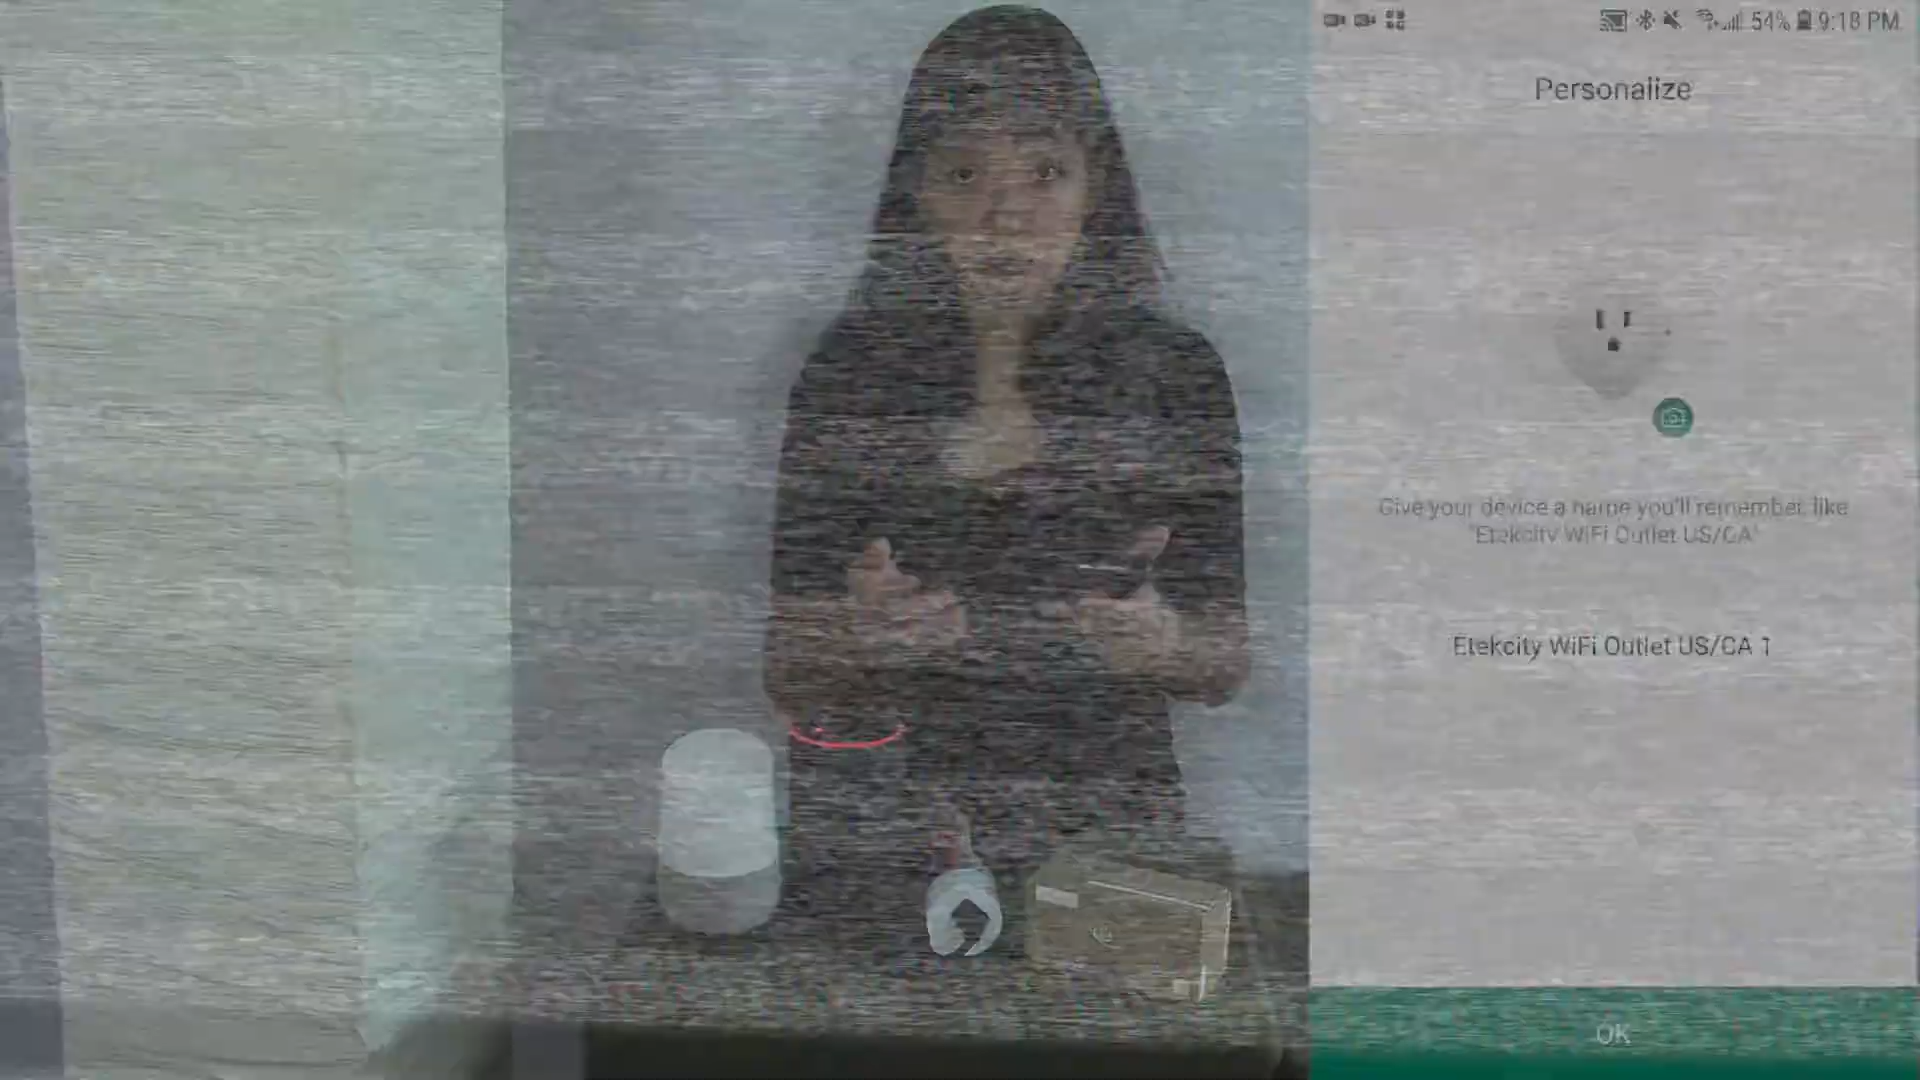 54% 9:18 PM
Personalize
Give your device a name you'll remember, like
"Etekcity WiFi Outlet US/CA"
Etekcity WiFi Outlet US/CA 1
OK